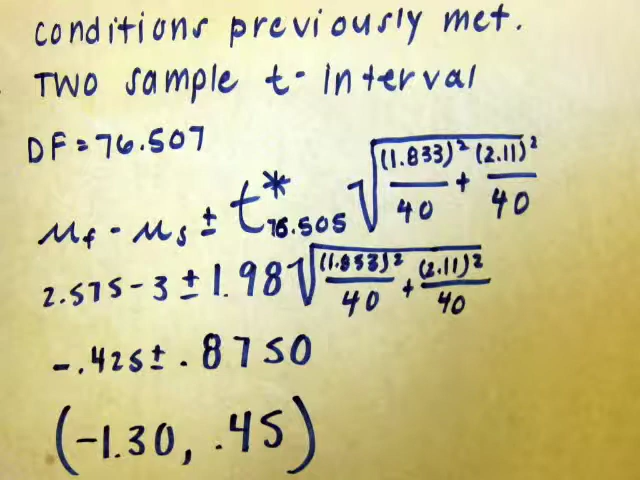 conditions previously met.
Two sample t-interval
DF = 76.507
μf - μs ± t*76.505 √((1.833)²/40 + (2.11)²/40)
2.575 - 3 ± 1.98 √((1.833)²/40 + (2.11)²/40)
-.425 ± .8750
(-1.30, .45)